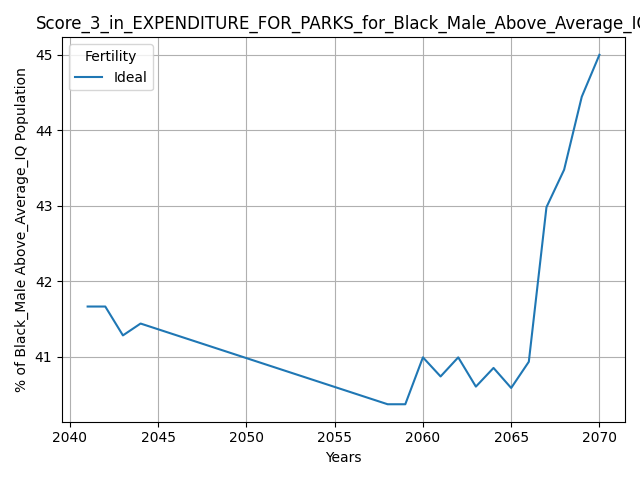 Score_3_in_EXPENDITURE_FOR_PARKS_for_Black_Male_Above_Average_IQ
Fertility
Ideal
45
44
43
42
41
% of Black_Male Above_Average_IQ Population
2040 2045 2050 2055 2060 2065 2070
Years